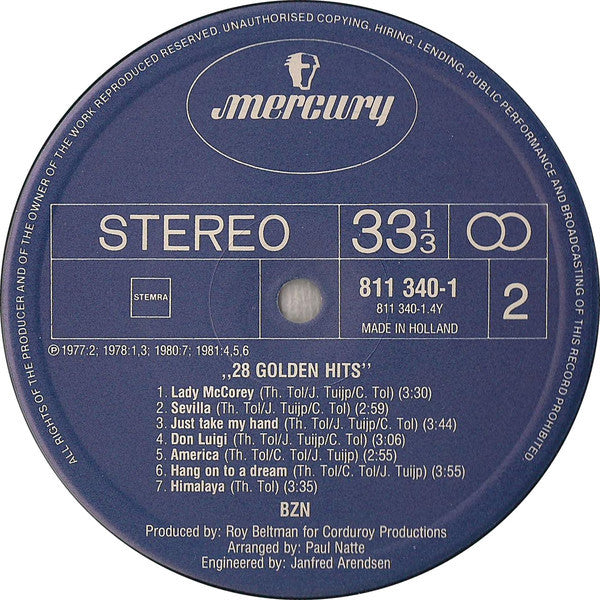 ALL RIGHTS OF THE PRODUCER AND OF THE OWNER OF THE WORK REPRODUCED RESERVED. UNAUTHORISED COPYING, HIRING, LENDING, PUBLIC PERFORMANCE AND BROADCASTING OF THIS RECORD PROHIBITED.
mercury
STEREO 33 1/3
STEMRA
811 340-1
811 340-1.4Y
MADE IN HOLLAND
2
Ⓟ 1977:2; 1978:1,3; 1980:7; 1981:4,5,6
,,28 GOLDEN HITS''
1. Lady McCorey (Th. Tol/J. Tuijp/C. Tol) (3:30)
2. Sevilla (Th. Tol/J. Tuijp/C. Tol) (2:59)
3. Just take my hand (Th. Tol/J. Tuijp/C. Tol) (3:44)
4. Don Luigi (Th. Tol/J. Tuijp/C. Tol) (3:06)
5. America (Th. Tol/J. Tuijp/C. Tol) (2:55)
6. Hang on to a dream (Th. Tol/C. Tol/J. Tuijp) (3:55)
7. Himalaya (Th. Tol) (3:35)
BZN
Produced by: Roy Beltman for Corduroy Productions
Arranged by: Paul Natte
Engineered by: Janfred Arendsen